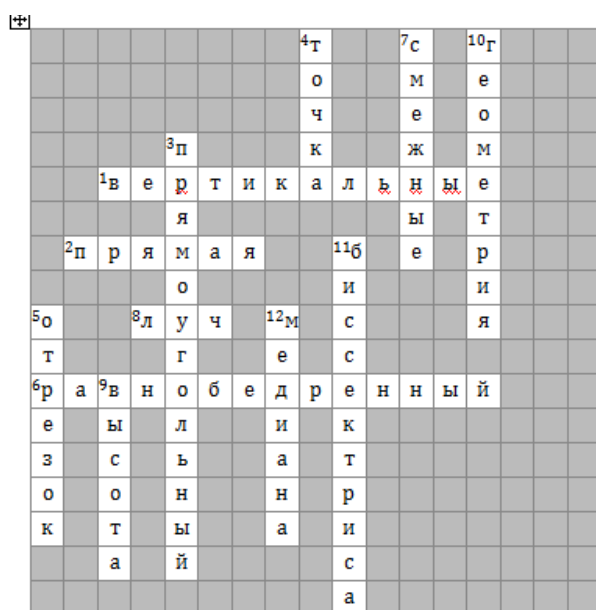 4т 7с 10г
о м е
ч е о
3п к ж м
1в е р т и к а л ь н ы е
я ы т
2п р я м а я 11б е р
о и и
5о 8л у ч 12м с я
т г е с
6р а 9в н о б е д р е н н ы й
е ы л и к
з с ь а т
о о н н р
к т ы а и
а й с
а